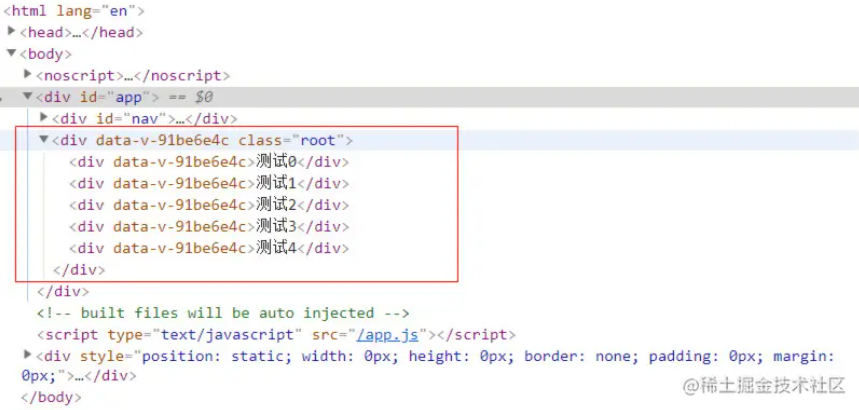 <html lang="en">
▶<head>…</head>
▼<body>
▶<noscript>…</noscript>
▼<div id="app"> == $0
▶<div id="nav">…</div>
▼<div data-v-91be6e4c class="root">
<div data-v-91be6e4c>测试0</div>
<div data-v-91be6e4c>测试1</div>
<div data-v-91be6e4c>测试2</div>
<div data-v-91be6e4c>测试3</div>
<div data-v-91be6e4c>测试4</div>
</div>
</div>
<!-- built files will be auto injected -->
<script type="text/javascript" src="/app.js"></script>
▶<div style="position: static; width: 0px; height: 0px; border: none; padding: 0px; margin:
0px;">…</div>
</body>
@稀土掘金技术社区